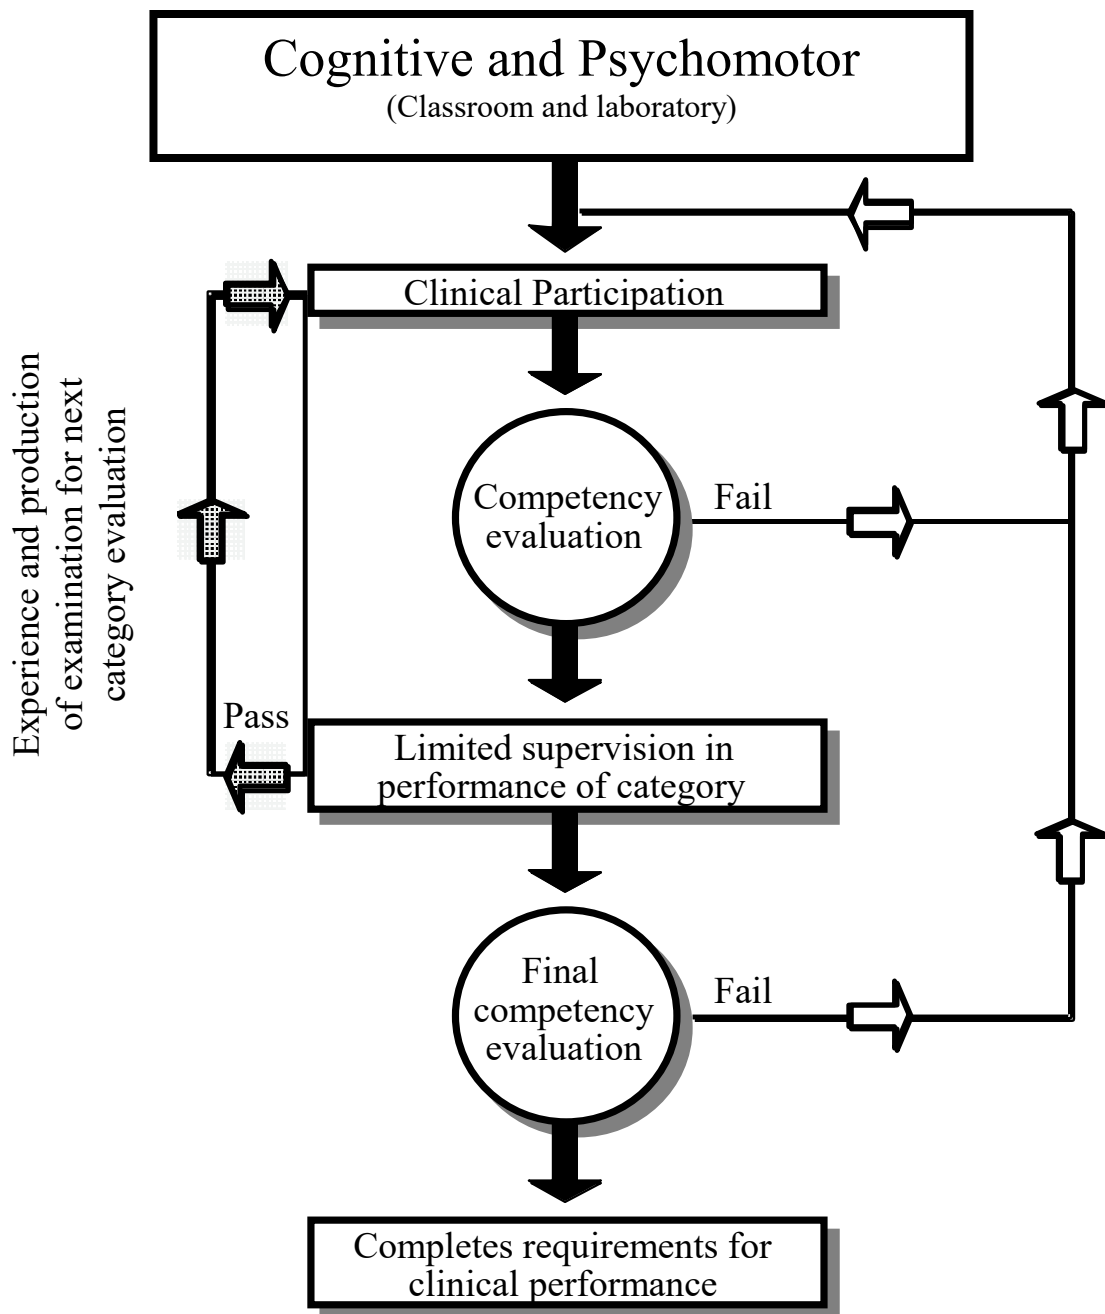 Cognitive and Psychomotor
(Classroom and laboratory)
Clinical Participation
Experience and production
of examination for next
category evaluation
Competency
evaluation
Fail
Pass
Limited supervision in
performance of category
Final
competency
evaluation
Fail
Completes requirements for
clinical performance